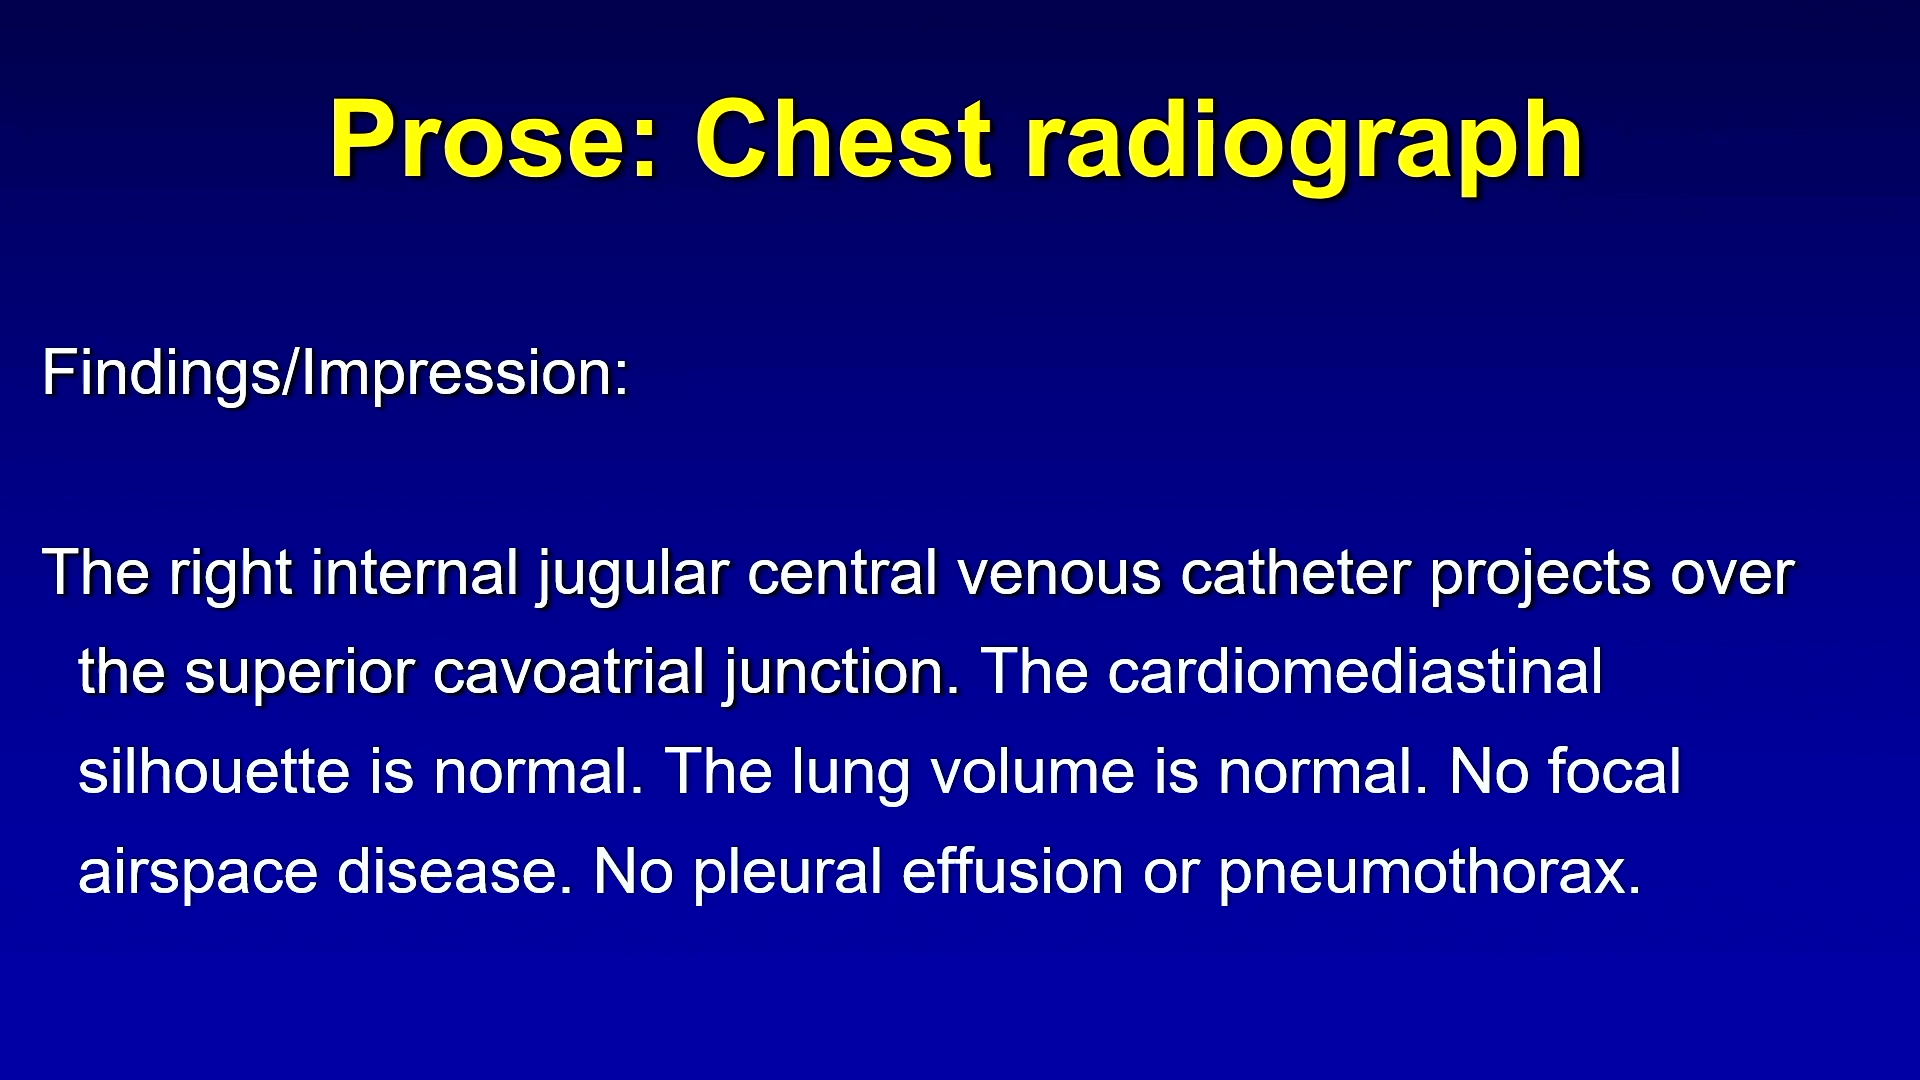 Prose: Chest radiograph
Findings/Impression:
The right internal jugular central venous catheter projects over
the superior cavoatrial junction. The cardiomediastinal
silhouette is normal. The lung volume is normal. No focal
airspace disease. No pleural effusion or pneumothorax.